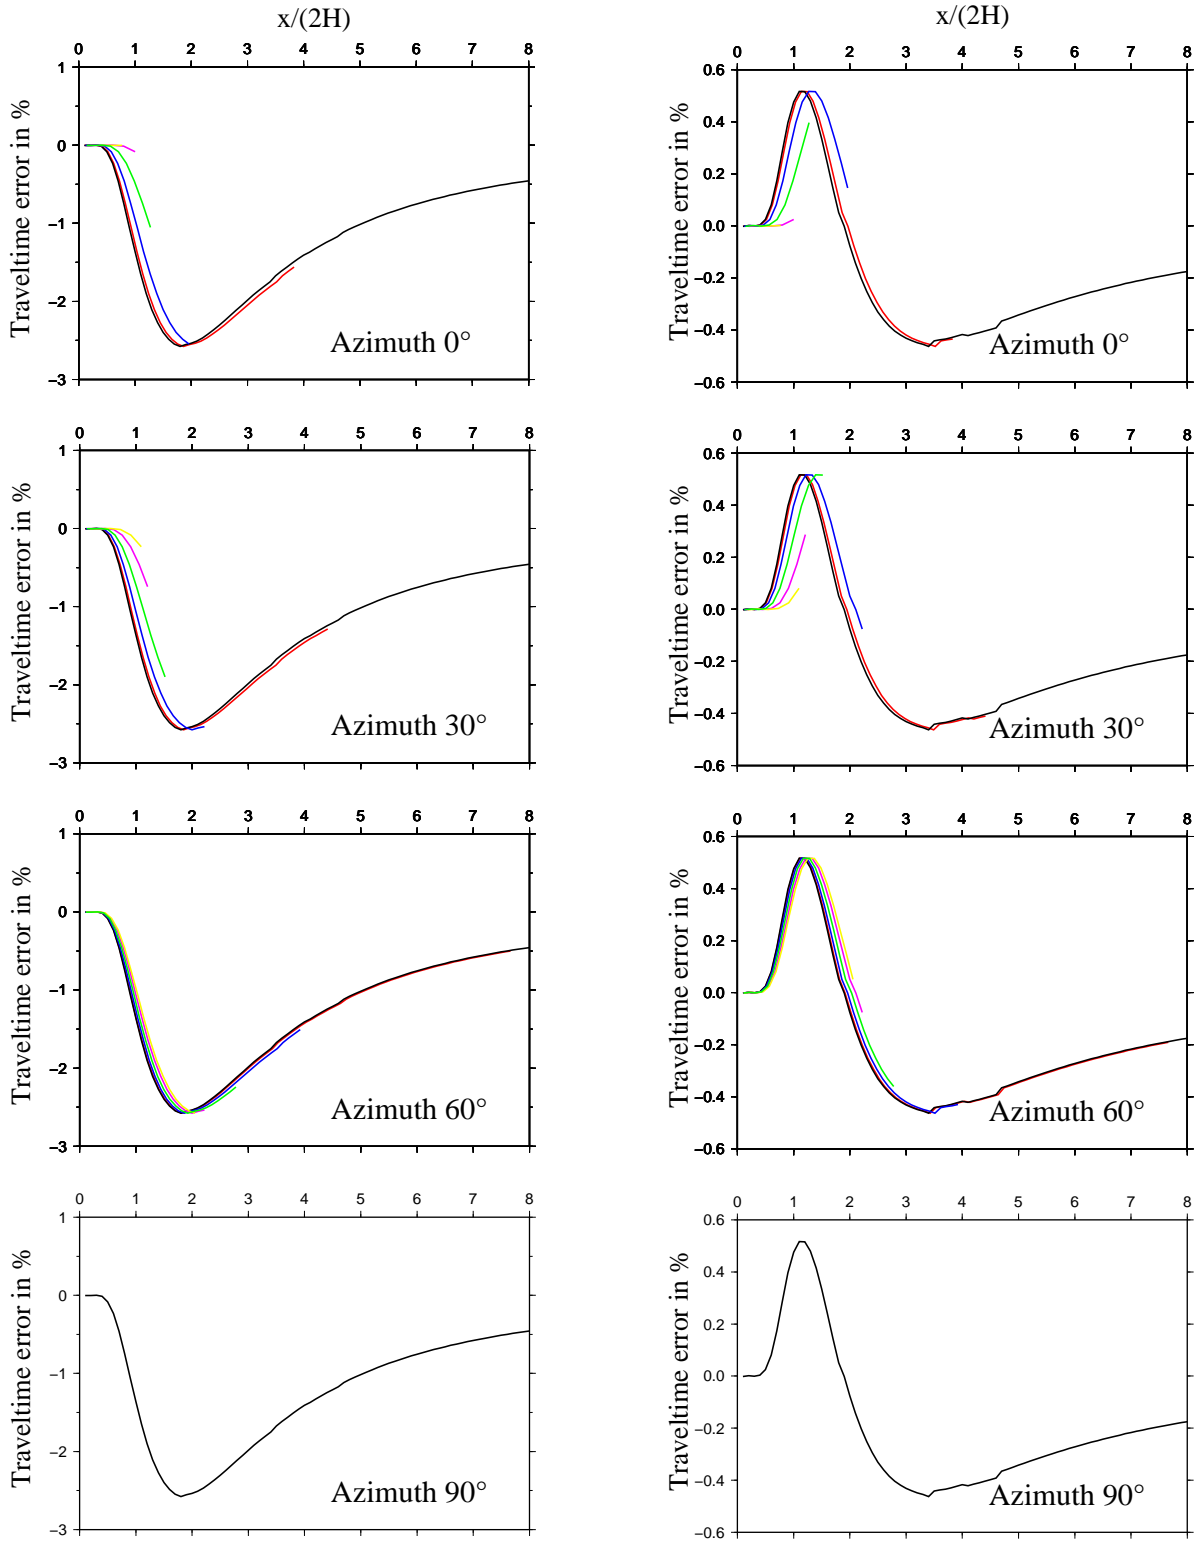 x/(2H)
0 1 2 3 4 5 6 7 8
1
0
−1
−2
−3
Traveltime error in %
Azimuth 0°
x/(2H)
0 1 2 3 4 5 6 7 8
0.6
0.4
0.2
0.0
−0.2
−0.4
−0.6
Traveltime error in %
Azimuth 0°
0 1 2 3 4 5 6 7 8
1
0
−1
−2
−3
Traveltime error in %
Azimuth 30°
0 1 2 3 4 5 6 7 8
0.6
0.4
0.2
0.0
−0.2
−0.4
−0.6
Traveltime error in %
Azimuth 30°
0 1 2 3 4 5 6 7 8
1
0
−1
−2
−3
Traveltime error in %
Azimuth 60°
0 1 2 3 4 5 6 7 8
0.6
0.4
0.2
0.0
−0.2
−0.4
−0.6
Traveltime error in %
Azimuth 60°
0 1 2 3 4 5 6 7 8
1
0
−1
−2
−3
Traveltime error in %
Azimuth 90°
0 1 2 3 4 5 6 7 8
0.6
0.4
0.2
0.0
−0.2
−0.4
−0.6
Traveltime error in %
Azimuth 90°